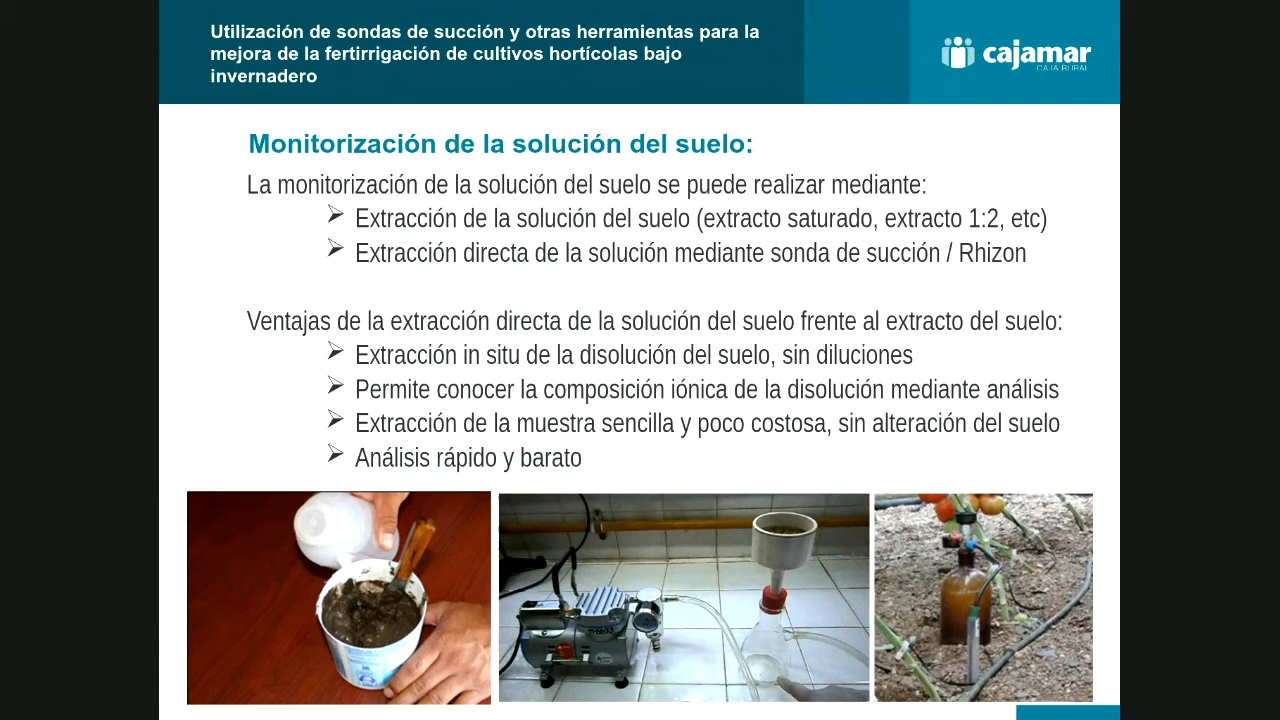 Utilización de sondas de succión y otras herramientas para la
mejora de la fertirrigación de cultivos hortícolas bajo
invernadero
cajamar
CAJA RURAL
Monitorización de la solución del suelo:
La monitorización de la solución del suelo se puede realizar mediante:
Extracción de la solución del suelo (extracto saturado, extracto 1:2, etc)
Extracción directa de la solución mediante sonda de succión / Rhizon
Ventajas de la extracción directa de la solución del suelo frente al extracto del suelo:
Extracción in situ de la disolución del suelo, sin diluciones
Permite conocer la composición iónica de la disolución mediante análisis
Extracción de la muestra sencilla y poco costosa, sin alteración del suelo
Análisis rápido y barato